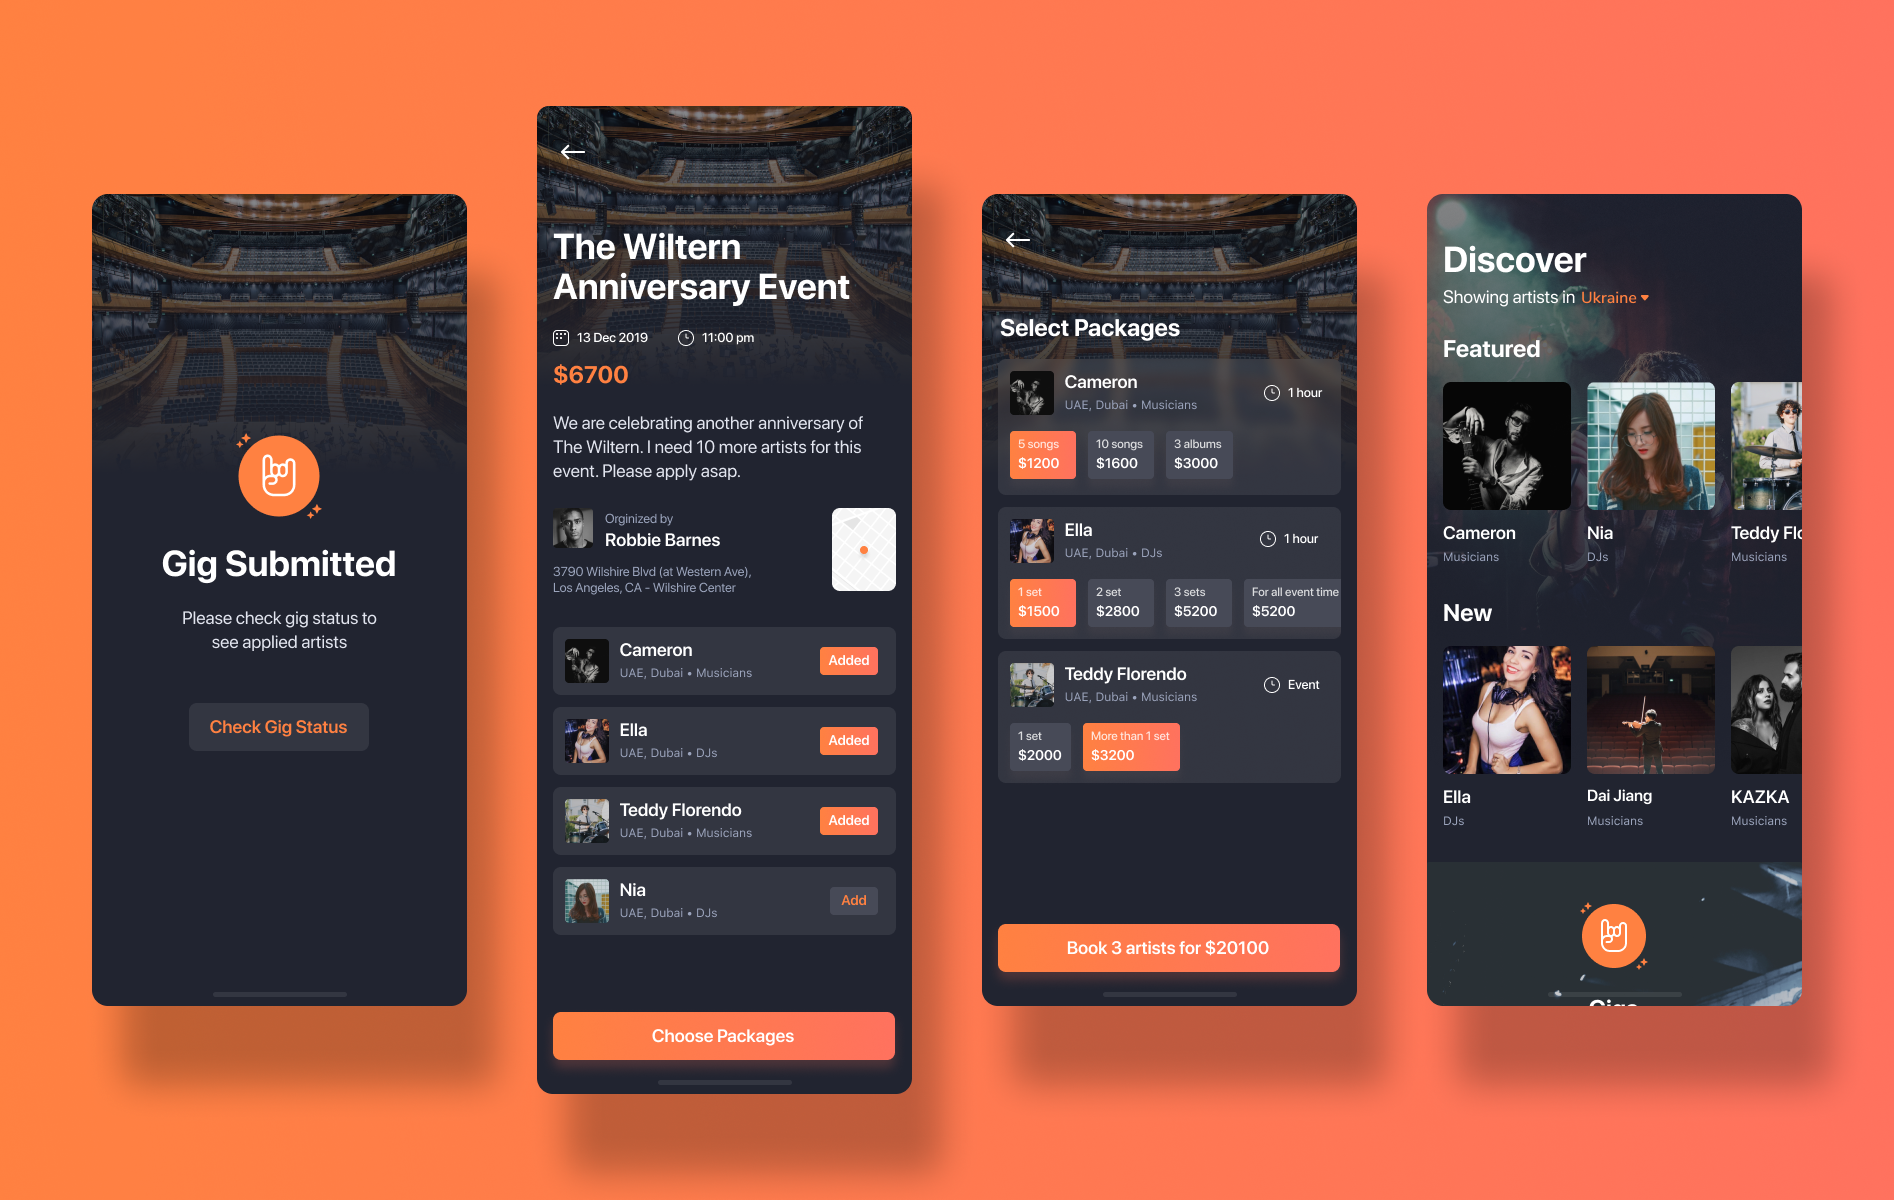 Gig Submitted
Please check gig status to
see applied artists
Check Gig Status
The Wiltern
Anniversary Event
13 Dec 2019
11:00 pm
$6700
We are celebrating another anniversary of
The Wiltern. I need 10 more artists for this
event. Please apply asap.
Orginized by
Robbie Barnes
3790 Wilshire Blvd (at Western Ave),
Los Angeles, CA - Wilshire Center
Cameron
UAE, Dubai • Musicians
Added
Ella
UAE, Dubai • DJs
Added
Teddy Florendo
UAE, Dubai • Musicians
Added
Nia
UAE, Dubai • DJs
Add
Choose Packages
Select Packages
Cameron
UAE, Dubai • Musicians
1 hour
5 songs
$1200
10 songs
$1600
3 albums
$3000
Ella
UAE, Dubai • DJs
1 hour
1 set
$1500
2 set
$2800
3 sets
$5200
For all event time
$5200
Teddy Florendo
UAE, Dubai • Musicians
Event
1 set
$2000
More than 1 set
$3200
Book 3 artists for $20100
Discover
Showing artists in Ukraine
Featured
Cameron
Musicians
Nia
DJs
Teddy Flo
Musicians
New
Ella
DJs
Dai Jiang
Musicians
KAZKA
Musicians